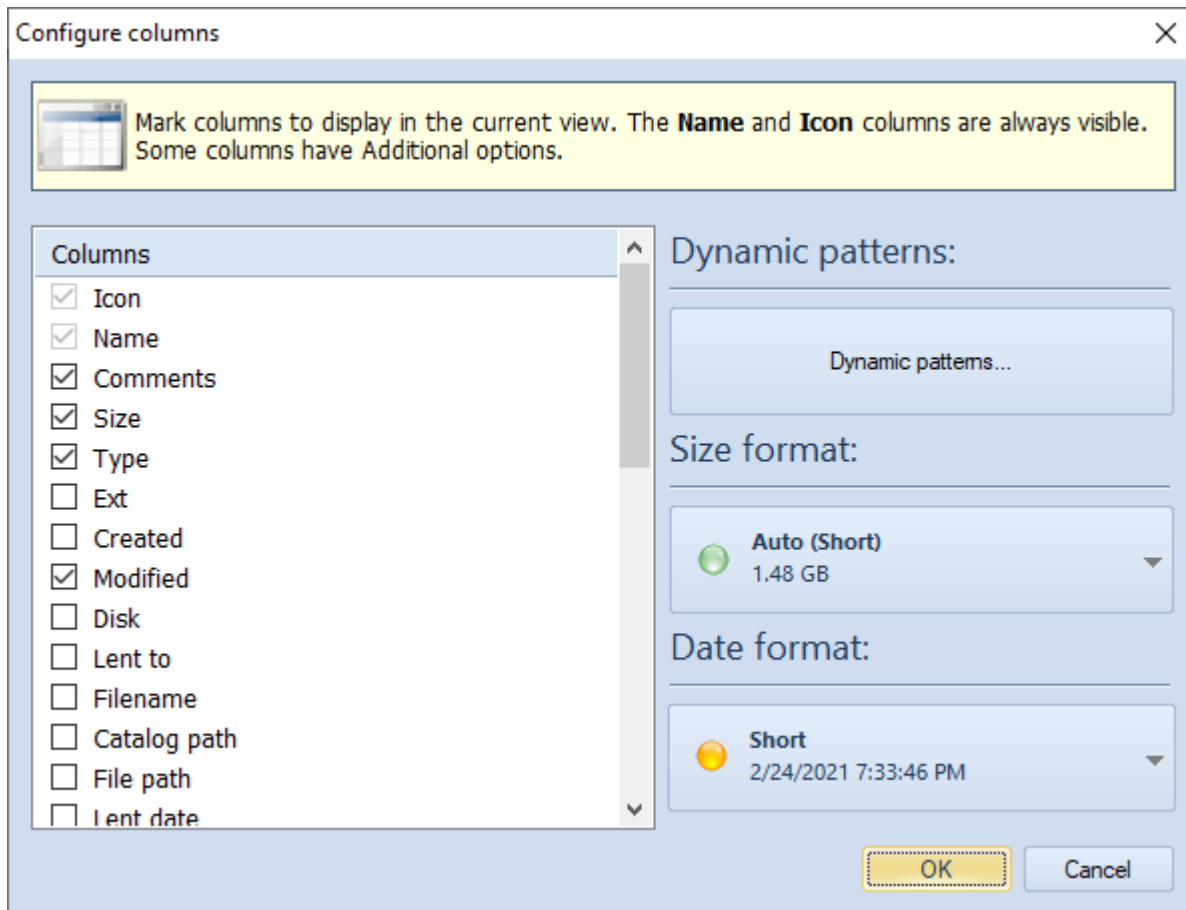 Configure columns
Mark columns to display in the current view. The Name and Icon columns are always visible.
Some columns have Additional options.
Columns
Icon
Name
Comments
Size
Type
Ext
Created
Modified
Disk
Lent to
Filename
Catalog path
File path
Lent date
Dynamic patterns:
Dynamic patterns...
Size format:
Auto (Short)
1.48 GB
Date format:
Short
2/24/2021 7:33:46 PM
OK
Cancel